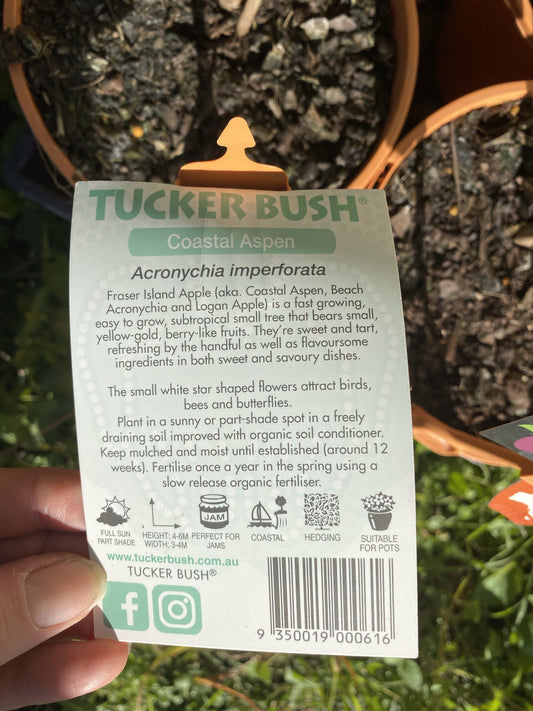 TUCKER BUSH®
Coastal Aspen
Acronychia imperforata
Fraser Island Apple (aka. Coastal Aspen, Beach
Acronychia and Logan Apple) is a fast growing,
easy to grow, subtropical small tree that bears small,
yellow-gold, berry-like fruits. They're sweet and tart,
refreshing by the handful as well as flavoursome
ingredients in both sweet and savoury dishes.
The small white star shaped flowers attract birds,
bees and butterflies.
Plant in a sunny or part-shade spot in a freely
draining soil improved with organic soil conditioner.
Keep mulched and moist until established (around 12
weeks). Fertilise once a year in the spring using a
slow release organic fertiliser.
JAM
FULL SUN
PART SHADE
HEIGHT: 4-6M
WIDTH: 3-4M
PERFECT FOR
JAMS
COASTAL
HEDGING
SUITABLE
FOR POTS
www.tuckerbush.com.au
TUCKER BUSH®
9 350019 000616